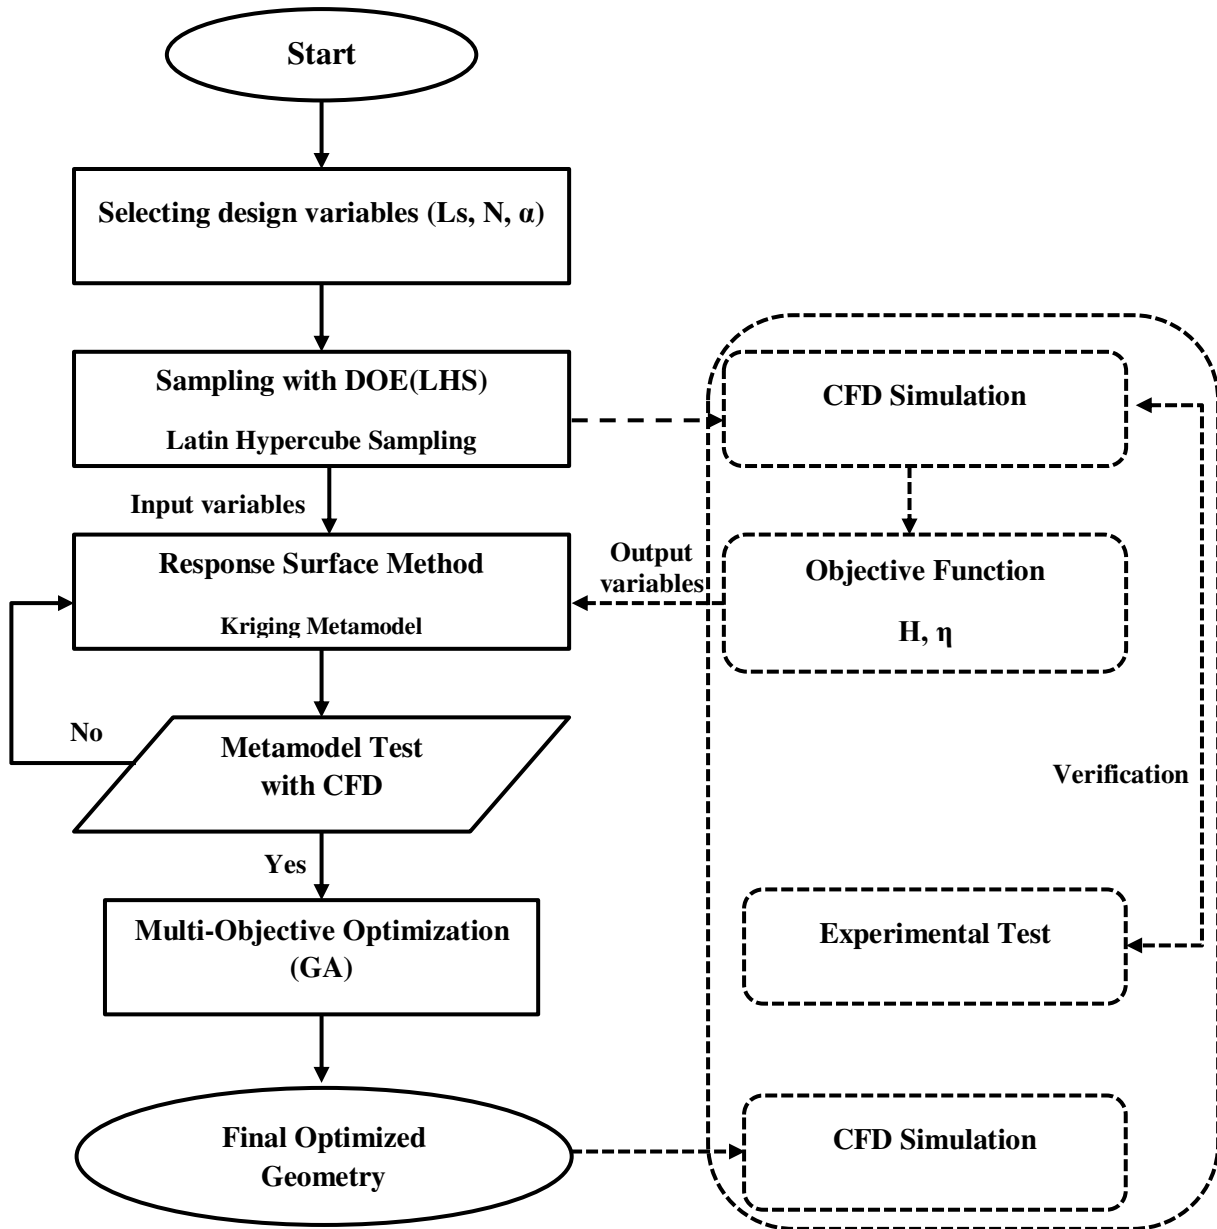 Start
Selecting design variables (Ls, N, α)
Sampling with DOE(LHS)
Latin Hypercube Sampling
CFD Simulation
Input variables
Response Surface Method
Kriging Metamodel
Output
variables
Objective Function
H, η
No
Metamodel Test
with CFD
Verification
Yes
Multi-Objective Optimization
(GA)
Experimental Test
Final Optimized
Geometry
CFD Simulation